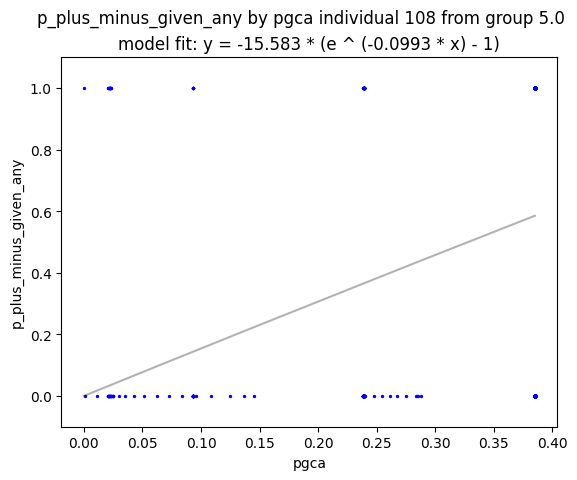 p_plus_minus_given_any by pgca individual 108 from group 5.0
model fit: y = -15.583 * (e ^ (-0.0993 * x) - 1)
1.0
0.8
0.6
0.4
0.2
0.0
p_plus_minus_given_any
0.00 0.05 0.10 0.15 0.20 0.25 0.30 0.35 0.40
pgca